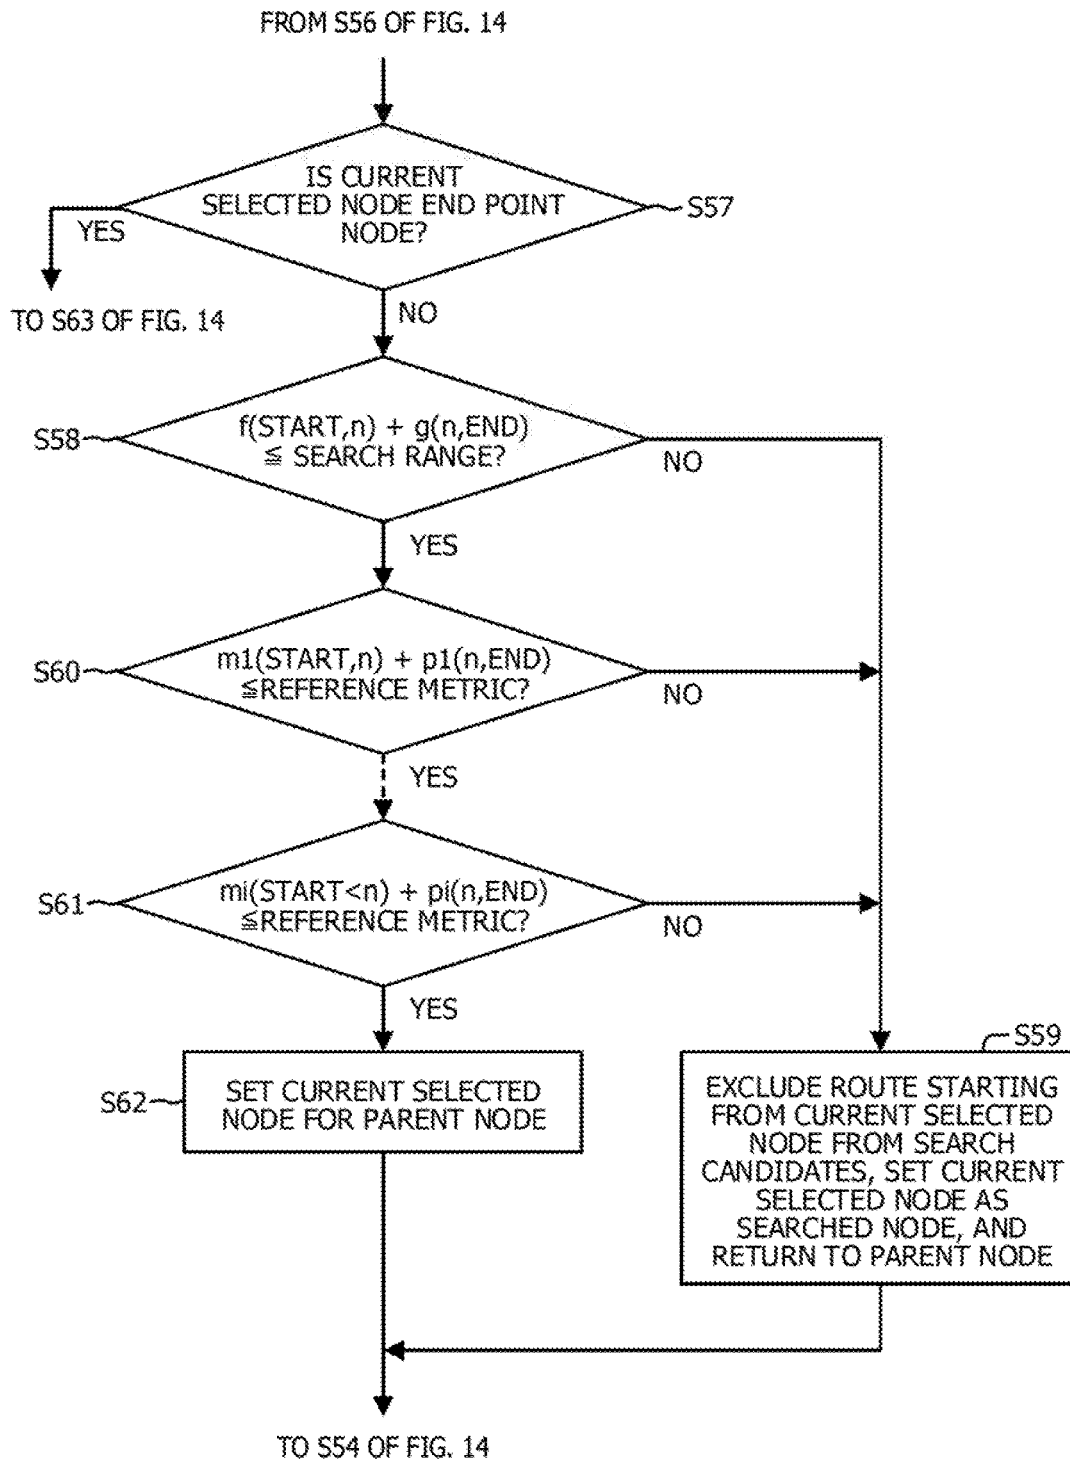 FROM S56 OF FIG. 14
IS CURRENT
SELECTED NODE END POINT
NODE?
S57
YES
TO S63 OF FIG. 14
NO
S58
f(START,n) + g(n,END)
≦ SEARCH RANGE?
NO
YES
S60
m1(START,n) + p1(n,END)
≦REFERENCE METRIC?
NO
YES
S61
mi(START<n) + pi(n,END)
≦REFERENCE METRIC?
NO
YES
S62
SET CURRENT SELECTED
NODE FOR PARENT NODE
S59
EXCLUDE ROUTE STARTING
FROM CURRENT SELECTED
NODE FROM SEARCH
CANDIDATES, SET CURRENT
SELECTED NODE AS
SEARCHED NODE, AND
RETURN TO PARENT NODE
TO S54 OF FIG. 14